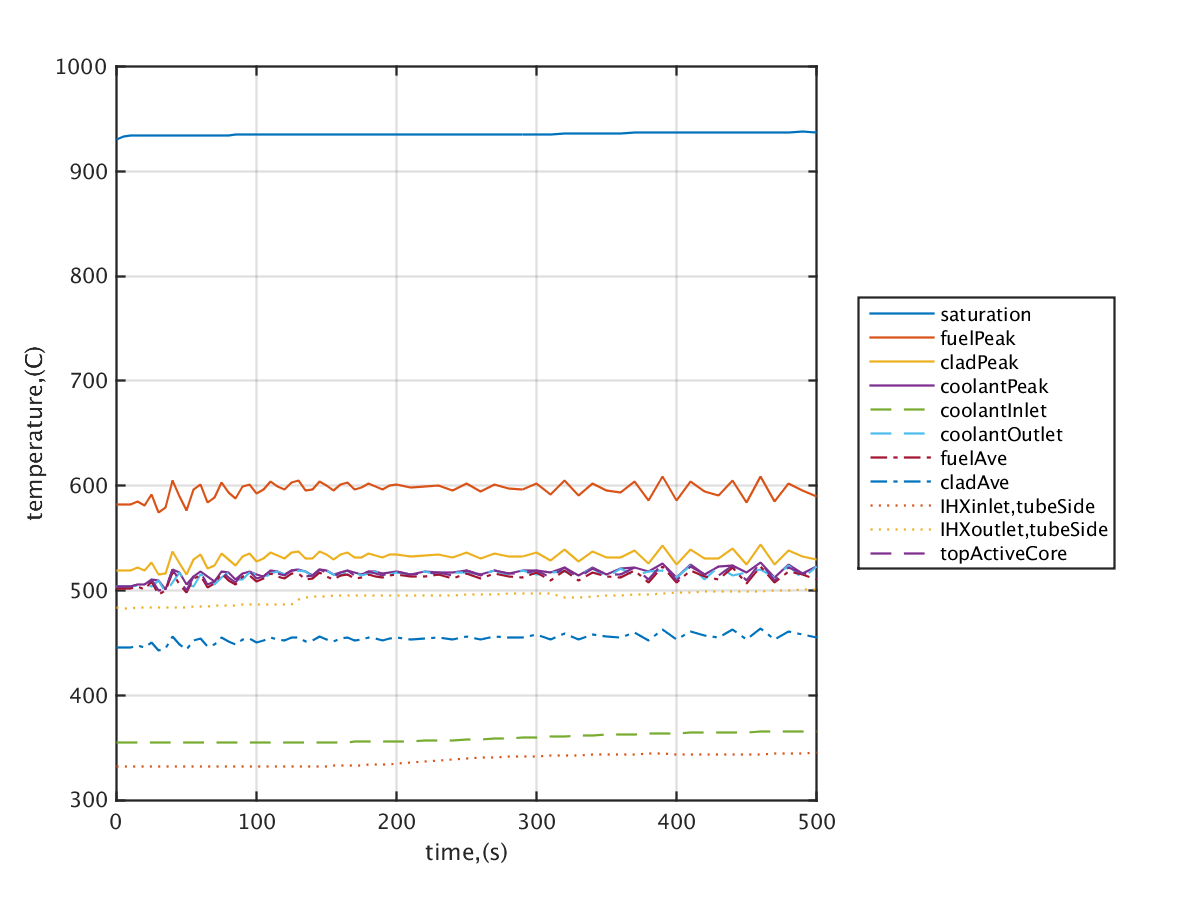 1000
900
800
700
600
500
400
300
temperature,(C)
0 100 200 300 400 500
time,(s)
saturation
fuelPeak
cladPeak
coolantPeak
coolantInlet
coolantOutlet
fuelAve
cladAve
IHXinlet,tubeSide
IHXoutlet,tubeSide
topActiveCore